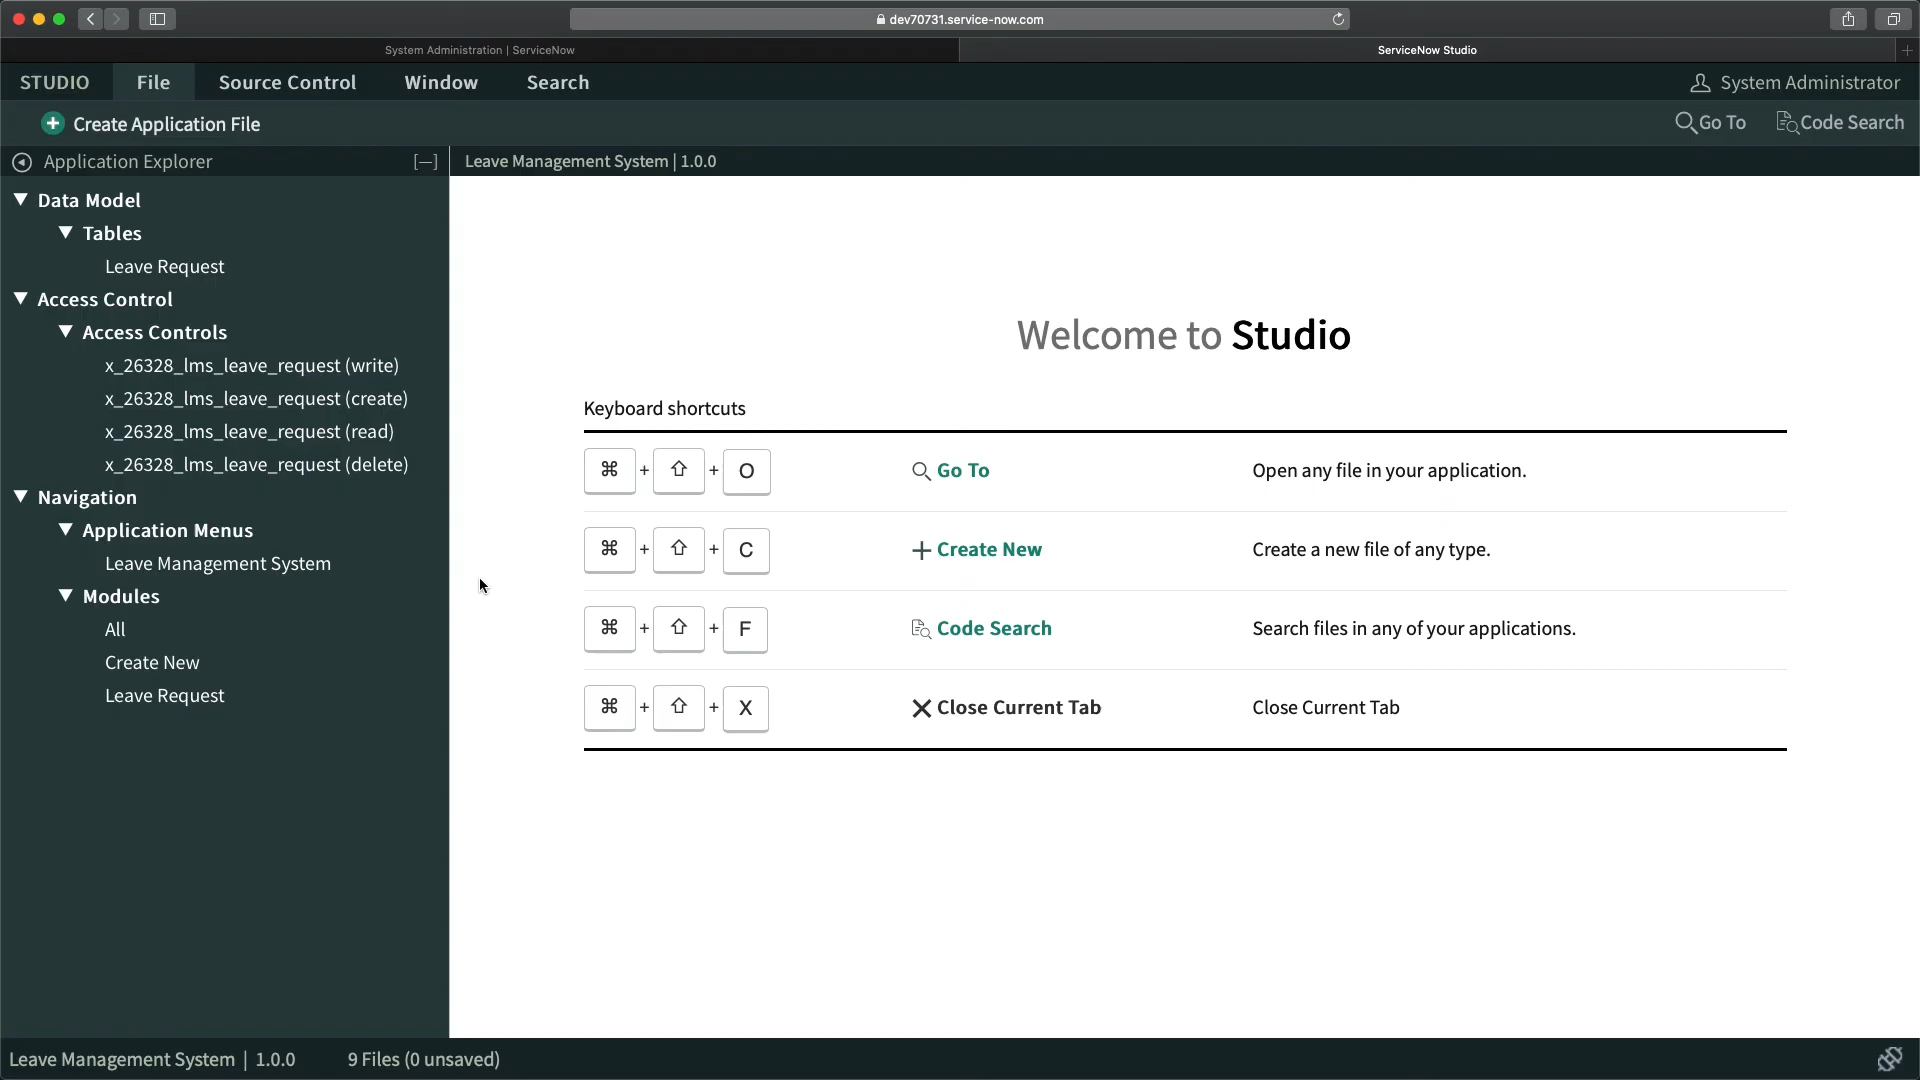 dev70731.service-now.com
System Administration | ServiceNow
ServiceNow Studio
STUDIO File Source Control Window Search System Administrator
Create Application File Go To Code Search
Application Explorer [—] Leave Management System | 1.0.0
Data Model
Tables
Leave Request
Access Control
Access Controls
x_26328_lms_leave_request (write)
x_26328_lms_leave_request (create)
x_26328_lms_leave_request (read)
x_26328_lms_leave_request (delete)
Navigation
Application Menus
Leave Management System
Modules
All
Create New
Leave Request
Welcome to Studio
Keyboard shortcuts
⌘ + ⇧ + O Go To Open any file in your application.
⌘ + ⇧ + C Create New Create a new file of any type.
⌘ + ⇧ + F Code Search Search files in any of your applications.
⌘ + ⇧ + X Close Current Tab Close Current Tab
Leave Management System | 1.0.0 9 Files (0 unsaved)